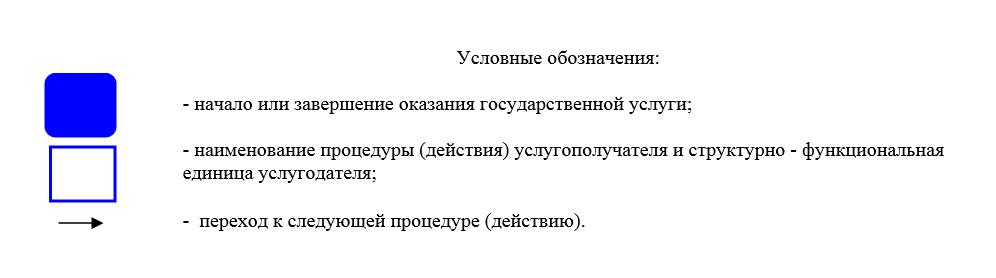 Условные обозначения:
- начало или завершение оказания государственной услуги;
- наименование процедуры (действия) услугополучателя и структурно - функциональная
единица услугодателя;
-  переход к следующей процедуре (действию).